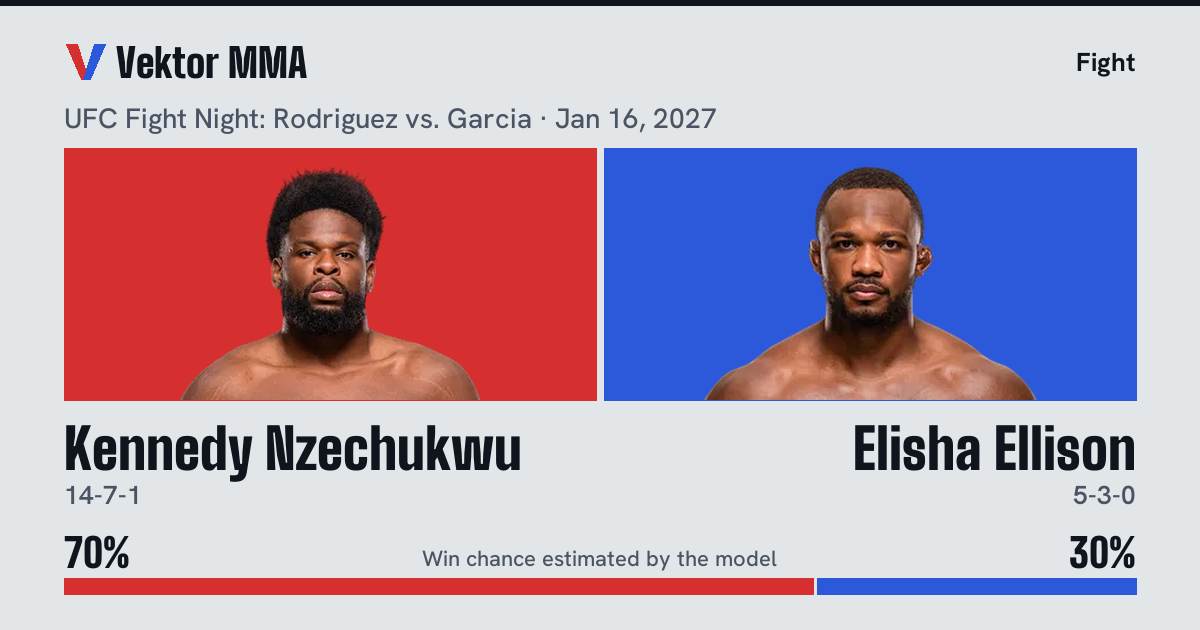 Vektor MMA
Fight
UFC Fight Night: Rodriguez vs. Garcia · Jan 16, 2027
Kennedy Nzechukwu
Elisha Ellison
14-7-1
5-3-0
70%
Win chance estimated by the model
30%